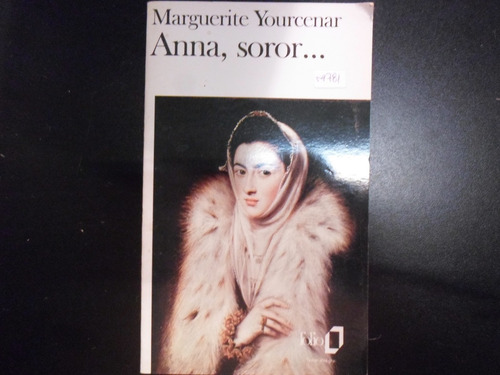 Marguerite Yourcenar
Anna, soror...
folio